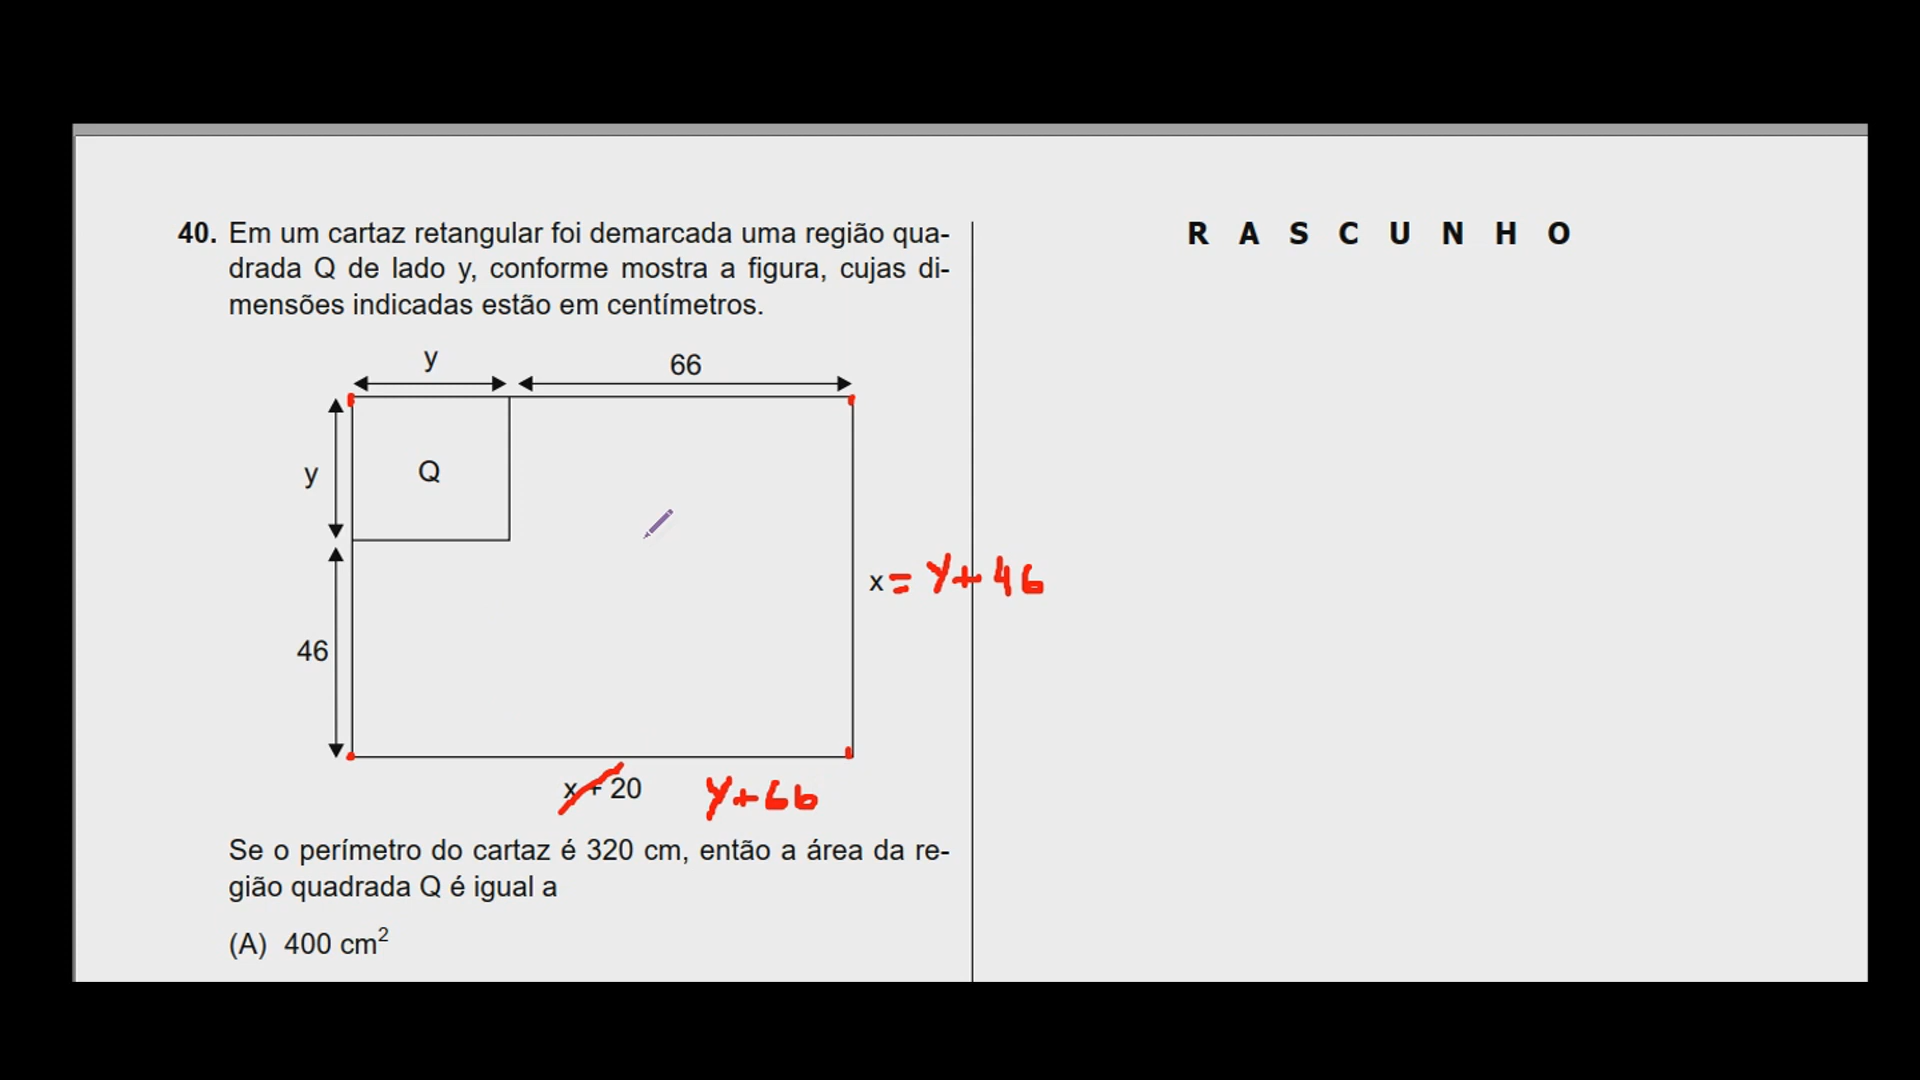 40. Em um cartaz retangular foi demarcada uma região qua-
drada Q de lado y, conforme mostra a figura, cujas di-
mensões indicadas estão em centímetros.
R A S C U N H O
y
66
y
Q
x = y + 46
46
x + 20 y + 66
Se o perímetro do cartaz é 320 cm, então a área da re-
gião quadrada Q é igual a
(A) 400 cm²